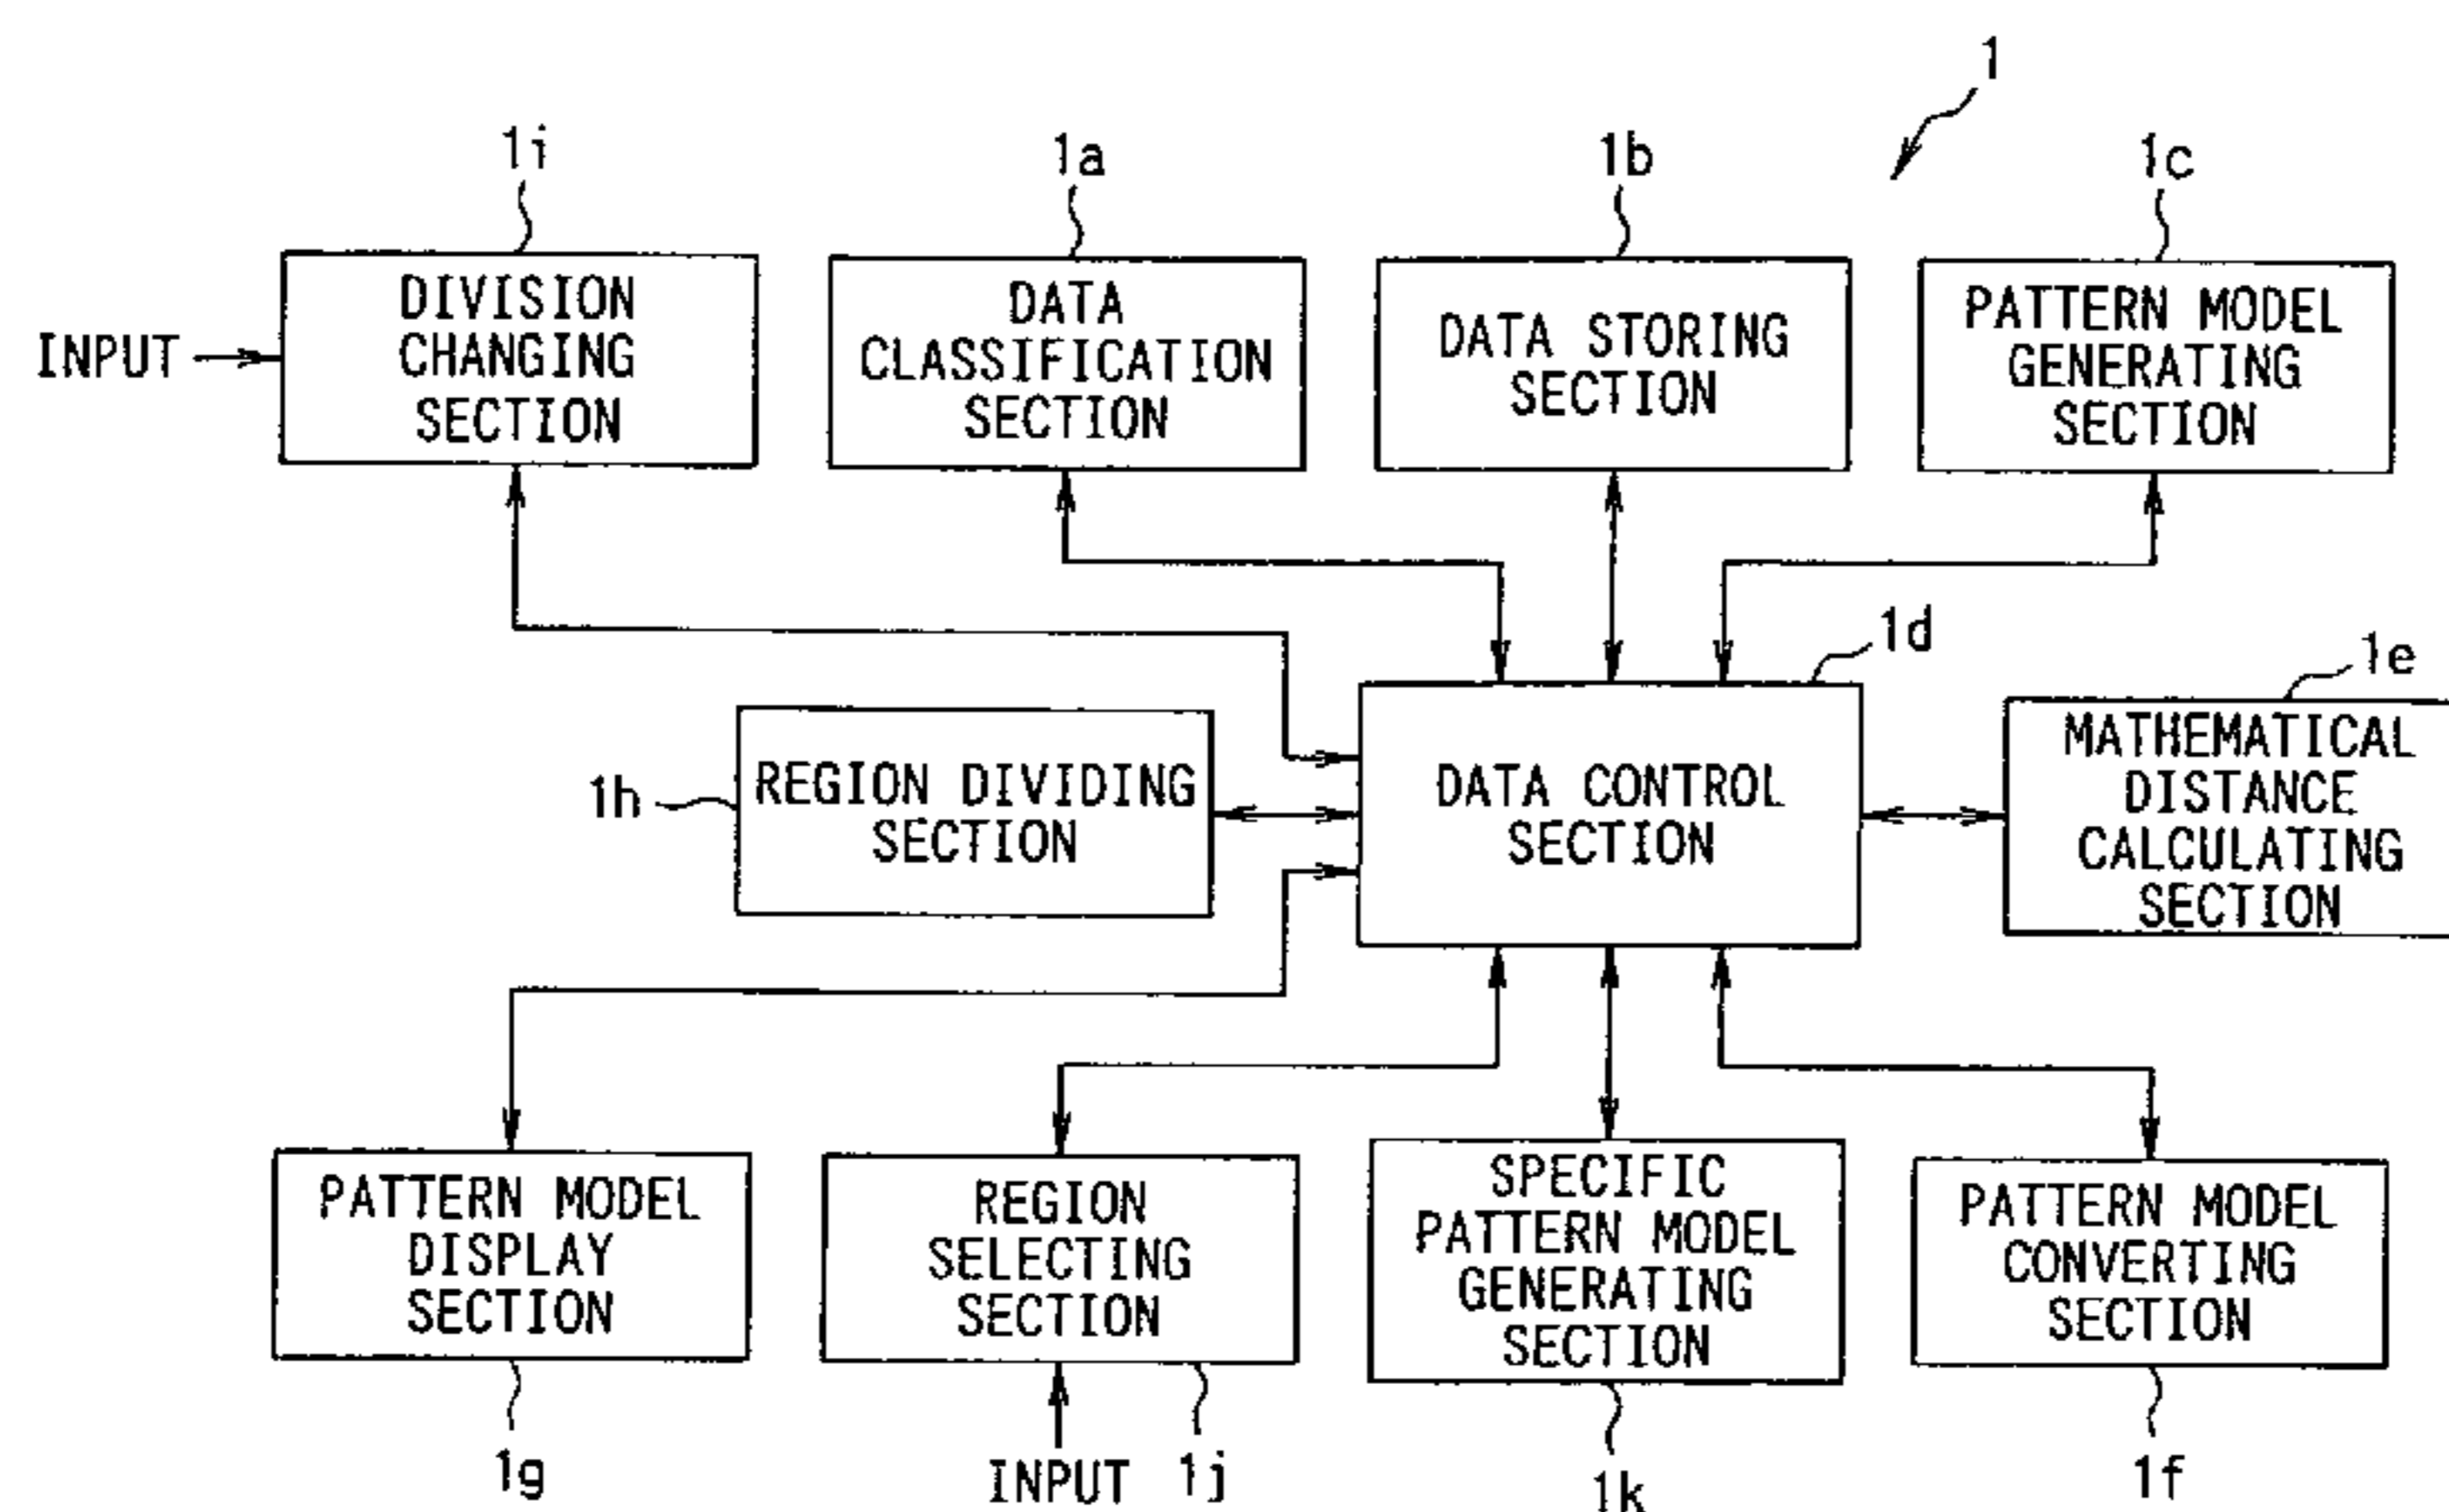 1
1i
1a
1b
1c
INPUT
DIVISION
CHANGING
SECTION
DATA
CLASSIFICATION
SECTION
DATA STORING
SECTION
PATTERN MODEL
GENERATING
SECTION
1d
1e
1h
REGION DIVIDING
SECTION
DATA CONTROL
SECTION
MATHEMATICAL
DISTANCE
CALCULATING
SECTION
PATTERN MODEL
DISPLAY
SECTION
REGION
SELECTING
SECTION
SPECIFIC
PATTERN MODEL
GENERATING
SECTION
PATTERN MODEL
CONVERTING
SECTION
1g
INPUT
1j
1k
1f